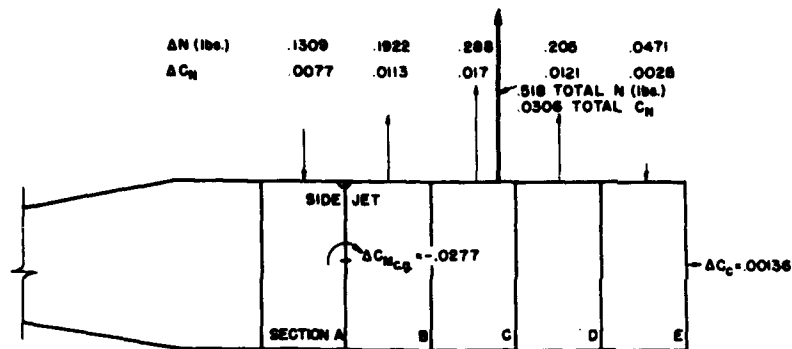 ΔN (lbs.) .1309 .1922 .288 .205 .0471
ΔC_N .0077 .0113 .017 .0121 .0028
.518 TOTAL N (lbs.)
.0306 TOTAL C_N
SIDE JET
ΔC_M_c.g. = -.0277
ΔC_C = .00136
SECTION A B C D E